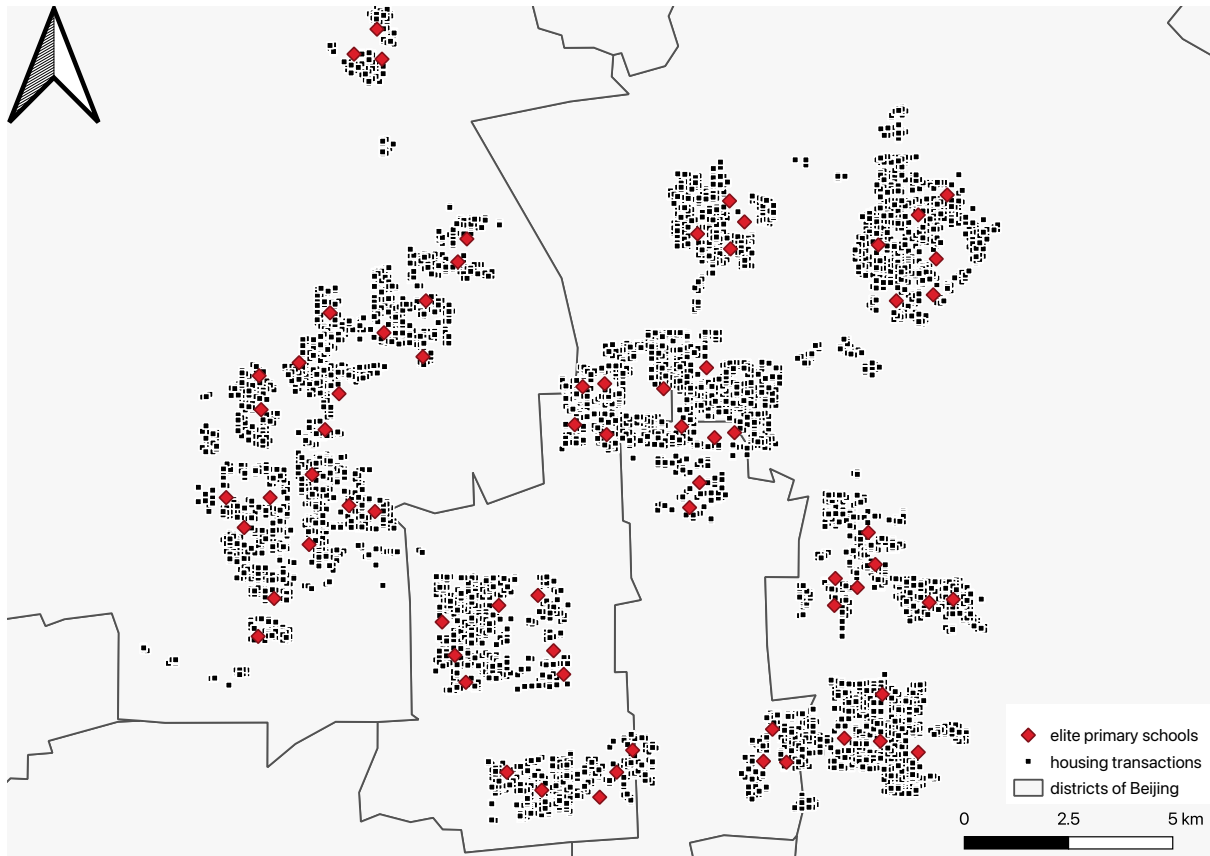 elite primary schools
housing transactions
districts of Beijing
0 2.5 5 km